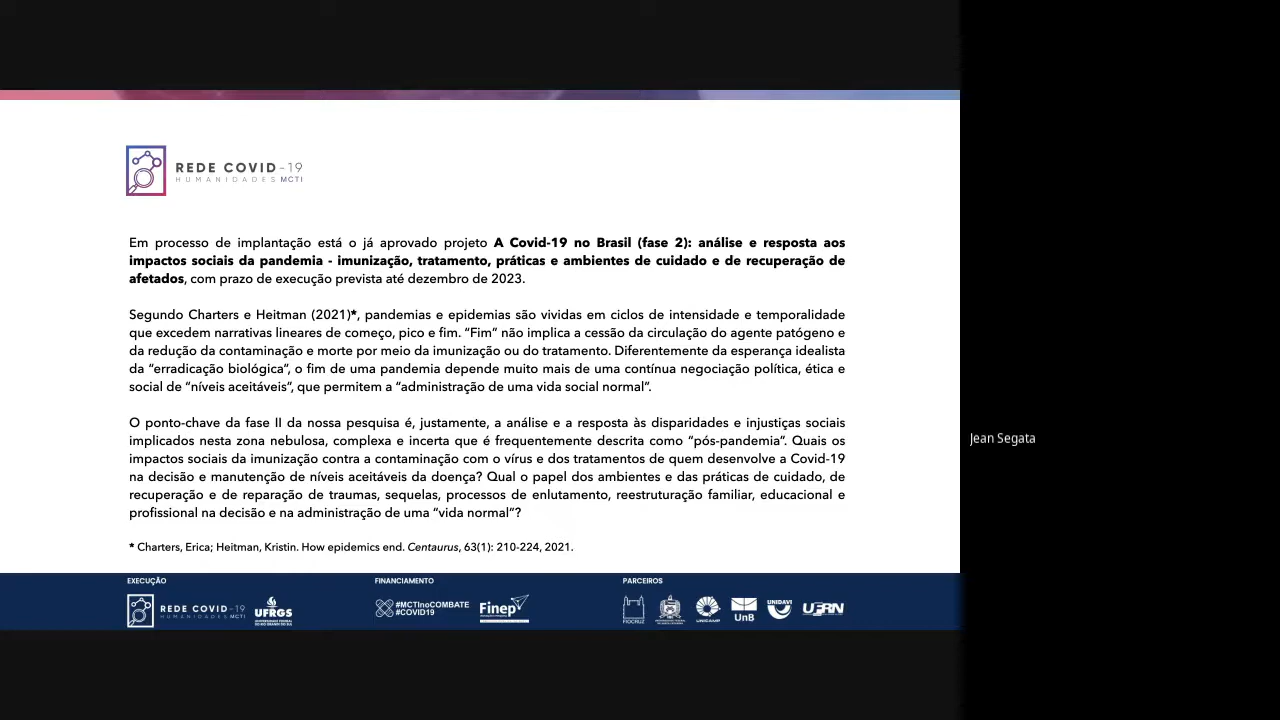 REDE COVID-19
HUMANIDADES MCTI
Em processo de implantação está o já aprovado projeto A Covid-19 no Brasil (fase 2): análise e resposta aos
impactos sociais da pandemia - imunização, tratamento, práticas e ambientes de cuidado e de recuperação de
afetados, com prazo de execução prevista até dezembro de 2023.
Segundo Charters e Heitman (2021)*, pandemias e epidemias são vividas em ciclos de intensidade e temporalidade
que excedem narrativas lineares de começo, pico e fim. “Fim” não implica a cessão da circulação do agente patógeno e
da redução da contaminação e morte por meio da imunização ou do tratamento. Diferentemente da esperança idealista
da “erradicação biológica”, o fim de uma pandemia depende muito mais de uma contínua negociação política, ética e
social de “níveis aceitáveis”, que permitem a “administração de uma vida social normal”.
O ponto-chave da fase II da nossa pesquisa é, justamente, a análise e a resposta às disparidades e injustiças sociais
implicados nesta zona nebulosa, complexa e incerta que é frequentemente descrita como “pós-pandemia”. Quais os
impactos sociais da imunização contra a contaminação com o vírus e dos tratamentos de quem desenvolve a Covid-19
na decisão e manutenção de níveis aceitáveis da doença? Qual o papel dos ambientes e das práticas de cuidado, de
recuperação e de reparação de traumas, sequelas, processos de enlutamento, reestruturação familiar, educacional e
profissional na decisão e na administração de uma “vida normal”?
* Charters, Erica; Heitman, Kristin. How epidemics end. Centaurus, 63(1): 210-224, 2021.
Jean Segata
EXECUÇÃO
FINANCIAMENTO
PARCEIROS
REDE COVID-19
HUMANIDADES MCTI
UFRGS
UNIVERSIDADE FEDERAL
DO RIO GRANDE DO SUL
#MCTInoCOMBATE
#COVID19
Finep
FIOCRUZ
UNICAMP
UnB
UNIDAVI
UFRN